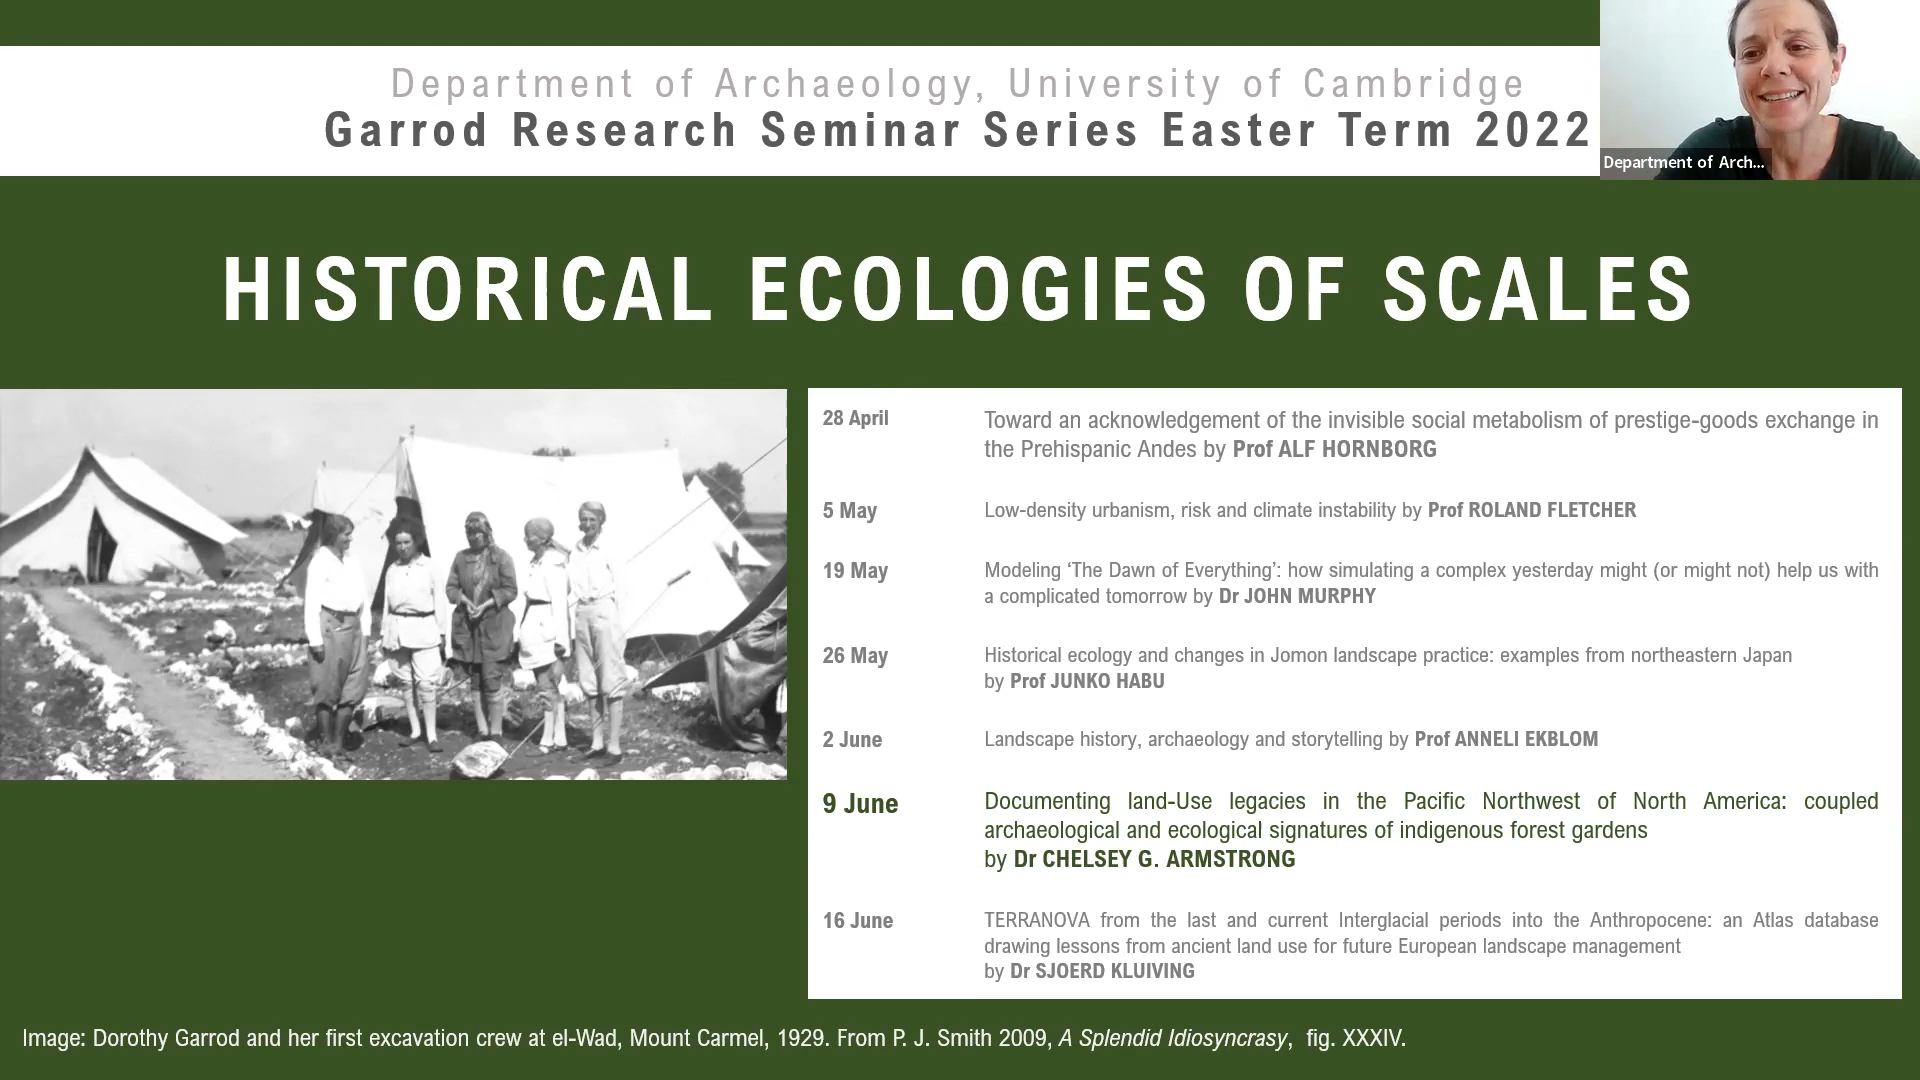 Department of Archaeology, University of Cambridge
Garrod Research Seminar Series Easter Term 2022
Department of Arch...
HISTORICAL ECOLOGIES OF SCALES
28 April
Toward an acknowledgement of the invisible social metabolism of prestige-goods exchange in
the Prehispanic Andes by Prof ALF HORNBORG
5 May
Low-density urbanism, risk and climate instability by Prof ROLAND FLETCHER
19 May
Modeling ‘The Dawn of Everything’: how simulating a complex yesterday might (or might not) help us with
a complicated tomorrow by Dr JOHN MURPHY
26 May
Historical ecology and changes in Jomon landscape practice: examples from northeastern Japan
by Prof JUNKO HABU
2 June
Landscape history, archaeology and storytelling by Prof ANNELI EKBLOM
9 June
Documenting land-Use legacies in the Pacific Northwest of North America: coupled
archaeological and ecological signatures of indigenous forest gardens
by Dr CHELSEY G. ARMSTRONG
16 June
TERRANOVA from the last and current Interglacial periods into the Anthropocene: an Atlas database
drawing lessons from ancient land use for future European landscape management
by Dr SJOERD KLUIVING
Image: Dorothy Garrod and her first excavation crew at el-Wad, Mount Carmel, 1929. From P. J. Smith 2009, A Splendid Idiosyncrasy, fig. XXXIV.